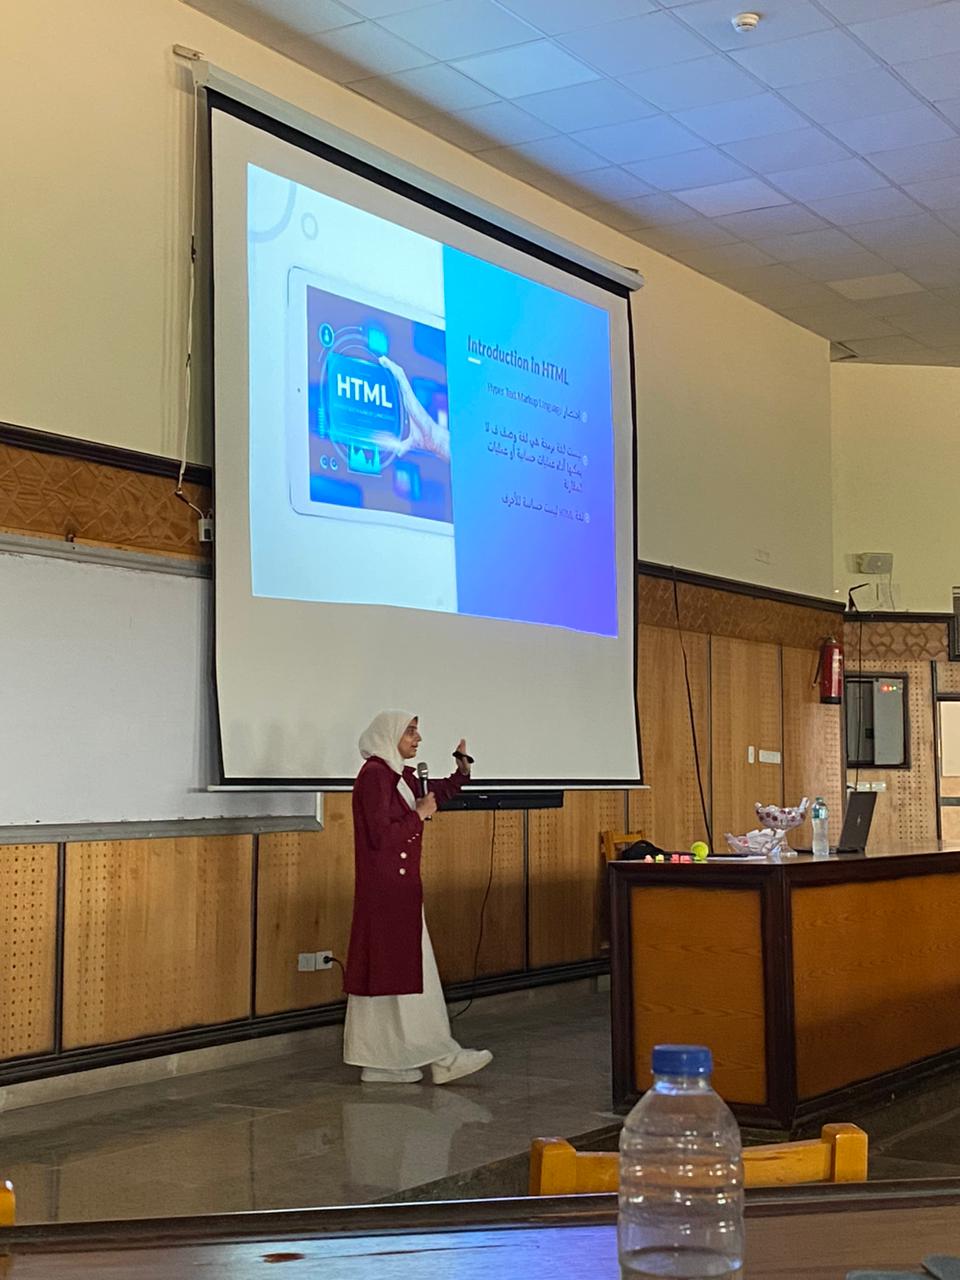 HTML
Introduction in HTML
اختصار Hyper Text Markup Language
ليست لغة برمجة هي لغة وصف ف لا
يمكنها أداء عمليات حسابية أو عمليات
مقارنة
لغة HTML ليست حساسة للأحرف